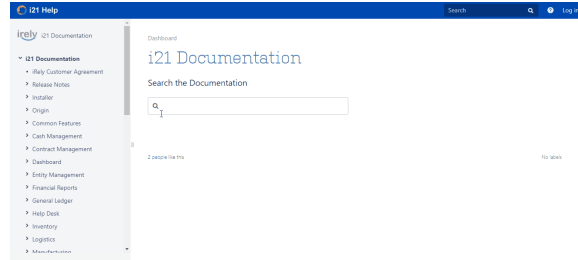 i21 Help
Search
Log in
irely i21 Documentation
i21 Documentation
iRely Customer Agreement
Release Notes
Installer
Origin
Common Features
Cash Management
Contract Management
Dashboard
Entity Management
Financial Reports
General Ledger
Help Desk
Inventory
Logistics
Manufacturing
Dashboard
i21 Documentation
Search the Documentation
2 people like this
No labels